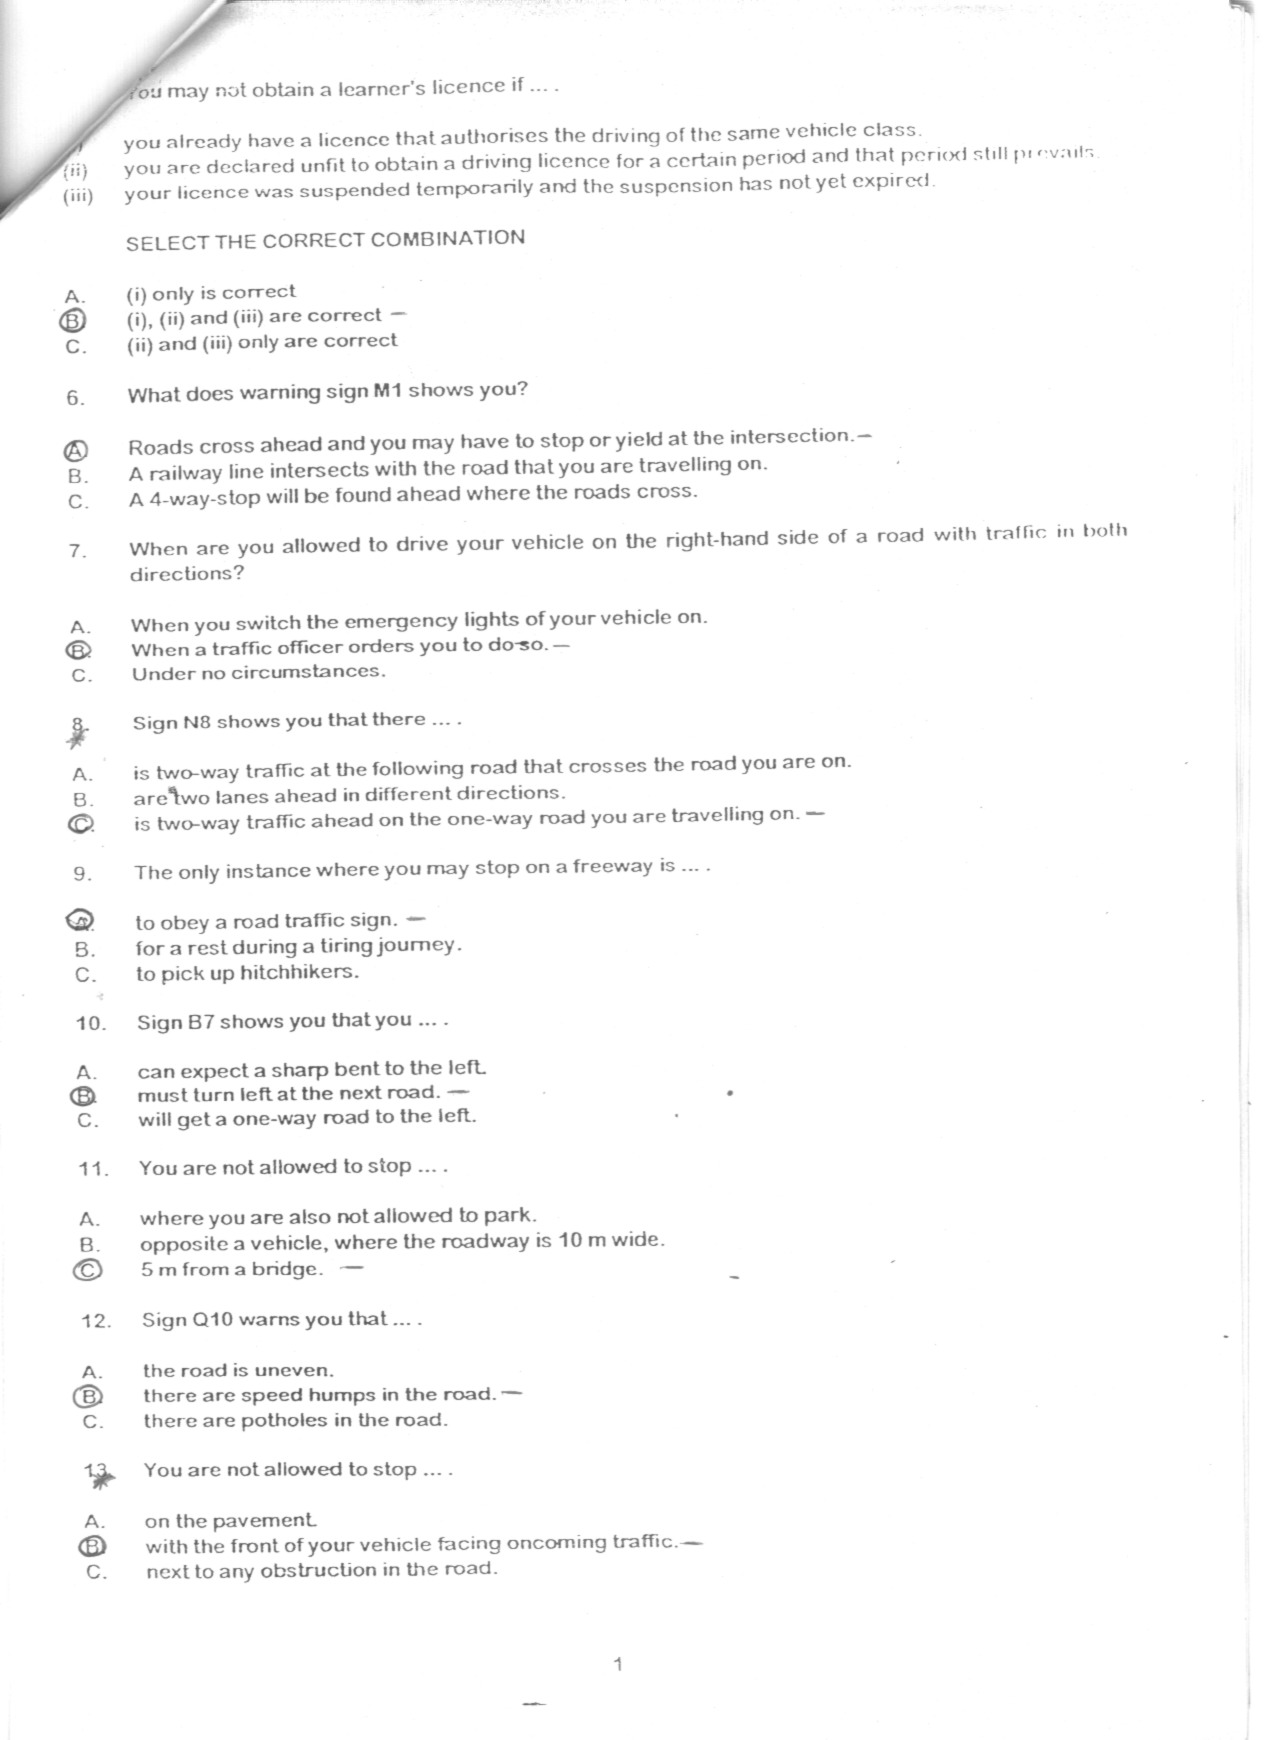 You may not obtain a learner's licence if ... .
you already have a licence that authorises the driving of the same vehicle class.
(ii) you are declared unfit to obtain a driving licence for a certain period and that period still prevails.
(iii) your licence was suspended temporarily and the suspension has not yet expired.
SELECT THE CORRECT COMBINATION
A. (i) only is correct
B. (i), (ii) and (iii) are correct –
C. (ii) and (iii) only are correct
6. What does warning sign M1 shows you?
A. Roads cross ahead and you may have to stop or yield at the intersection. –
B. A railway line intersects with the road that you are travelling on.
C. A 4-way-stop will be found ahead where the roads cross.
7. When are you allowed to drive your vehicle on the right-hand side of a road with traffic in both
directions?
A. When you switch the emergency lights of your vehicle on.
B. When a traffic officer orders you to do so. –
C. Under no circumstances.
8. Sign N8 shows you that there ... .
A. is two-way traffic at the following road that crosses the road you are on.
B. are two lanes ahead in different directions.
C. is two-way traffic ahead on the one-way road you are travelling on. –
9. The only instance where you may stop on a freeway is ... .
A. to obey a road traffic sign. –
B. for a rest during a tiring journey.
C. to pick up hitchhikers.
10. Sign B7 shows you that you ... .
A. can expect a sharp bent to the left.
B. must turn left at the next road. –
C. will get a one-way road to the left.
11. You are not allowed to stop ... .
A. where you are also not allowed to park.
B. opposite a vehicle, where the roadway is 10 m wide.
C 5 m from a bridge. –
12. Sign Q10 warns you that ... .
A. the road is uneven.
B. there are speed humps in the road. –
C. there are potholes in the road.
13. You are not allowed to stop ... .
A. on the pavement.
B. with the front of your vehicle facing oncoming traffic. –
C. next to any obstruction in the road.
1